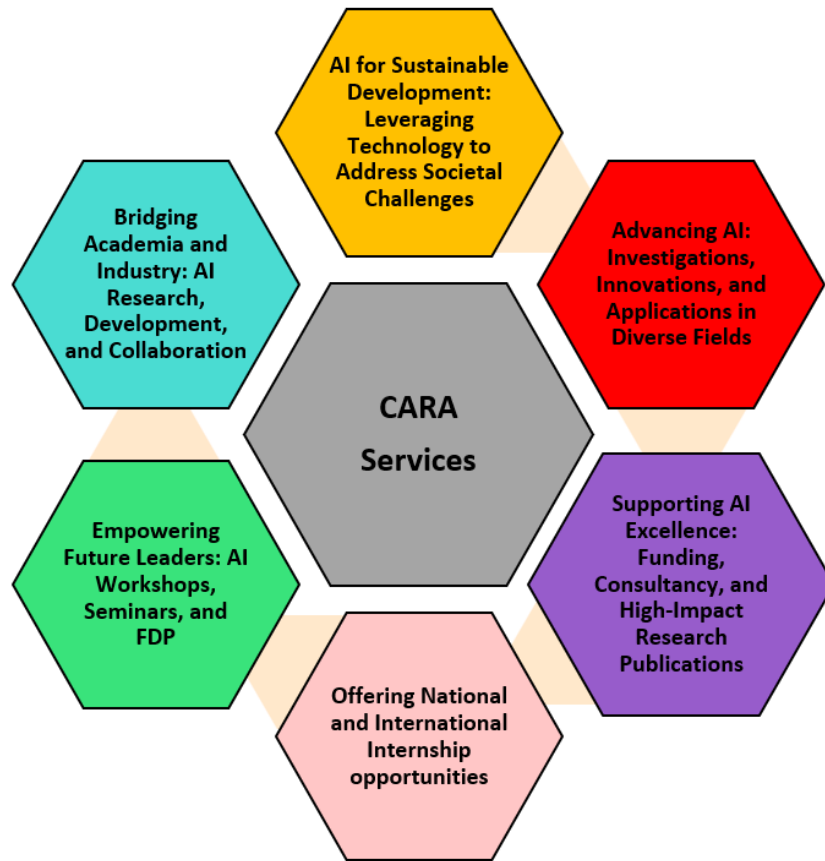 AI for Sustainable
Development:
Leveraging
Technology to
Address Societal
Challenges
Bridging
Academia and
Industry: AI
Research,
Development,
and Collaboration
Advancing AI:
Investigations,
Innovations, and
Applications in
Diverse Fields
CARA
Services
Empowering
Future Leaders: AI
Workshops,
Seminars, and
FDP
Supporting AI
Excellence:
Funding,
Consultancy, and
High-Impact
Research
Publications
Offering National
and International
Internship
opportunities